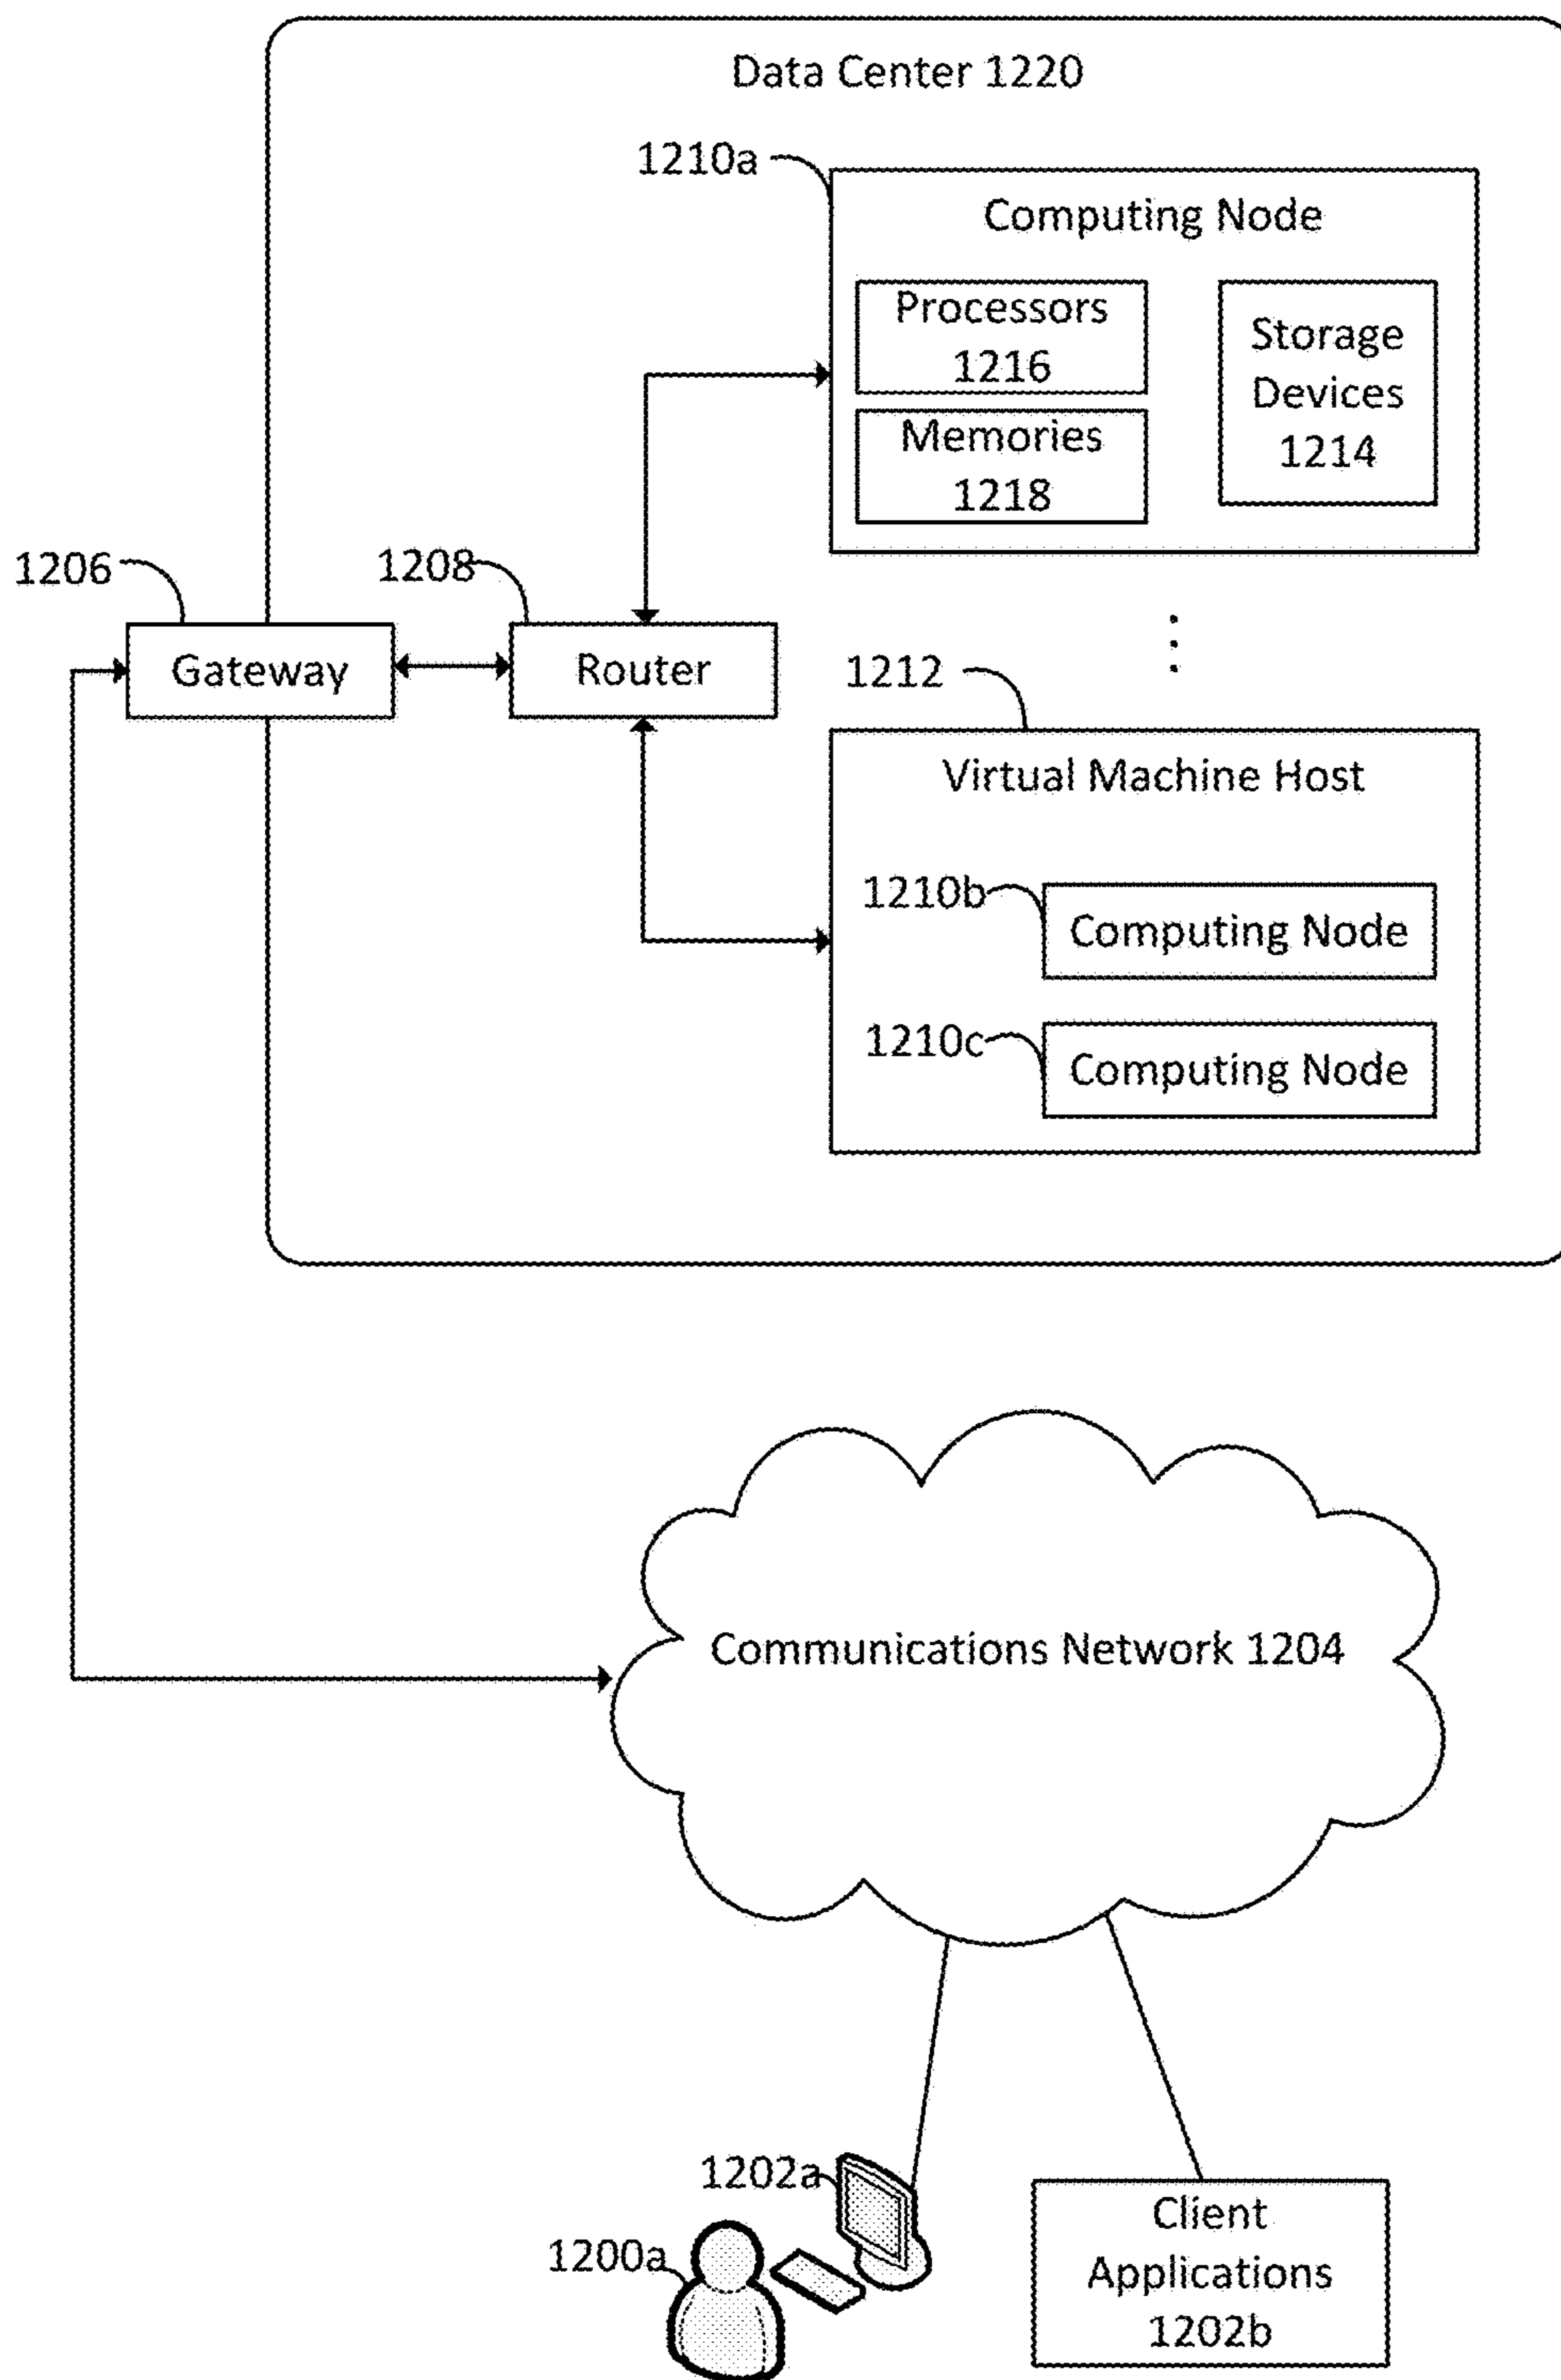 Data Center 1220
1210a
Computing Node
Processors
1216
Storage
Devices
1214
Memories
1218
1206
1208
Gateway
Router
1212
Virtual Machine Host
1210b
Computing Node
1210c
Computing Node
Communications Network 1204
1202a
1200a
Client
Applications
1202b